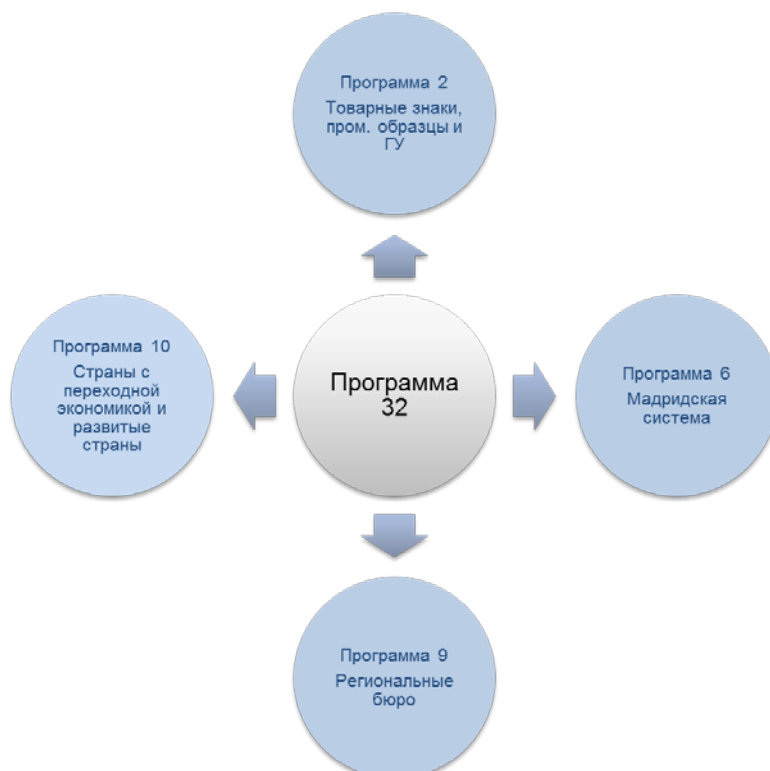 Программа 2
Товарные знаки,
пром. образцы и
ГУ
Программа 10
Страны с
переходной
экономикой и
развитые
страны
Программа
32
Программа 6
Мадридская
система
Программа 9
Региональные
бюро